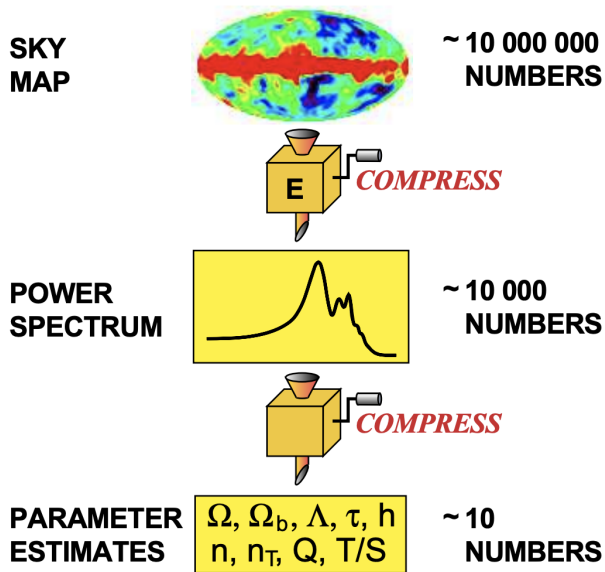 SKY
MAP
~ 10 000 000
NUMBERS
E
COMPRESS
POWER
SPECTRUM
~ 10 000
NUMBERS
COMPRESS
PARAMETER
ESTIMATES
Ω, Ωb, Λ, τ, h
n, nT, Q, T/S
~ 10
NUMBERS